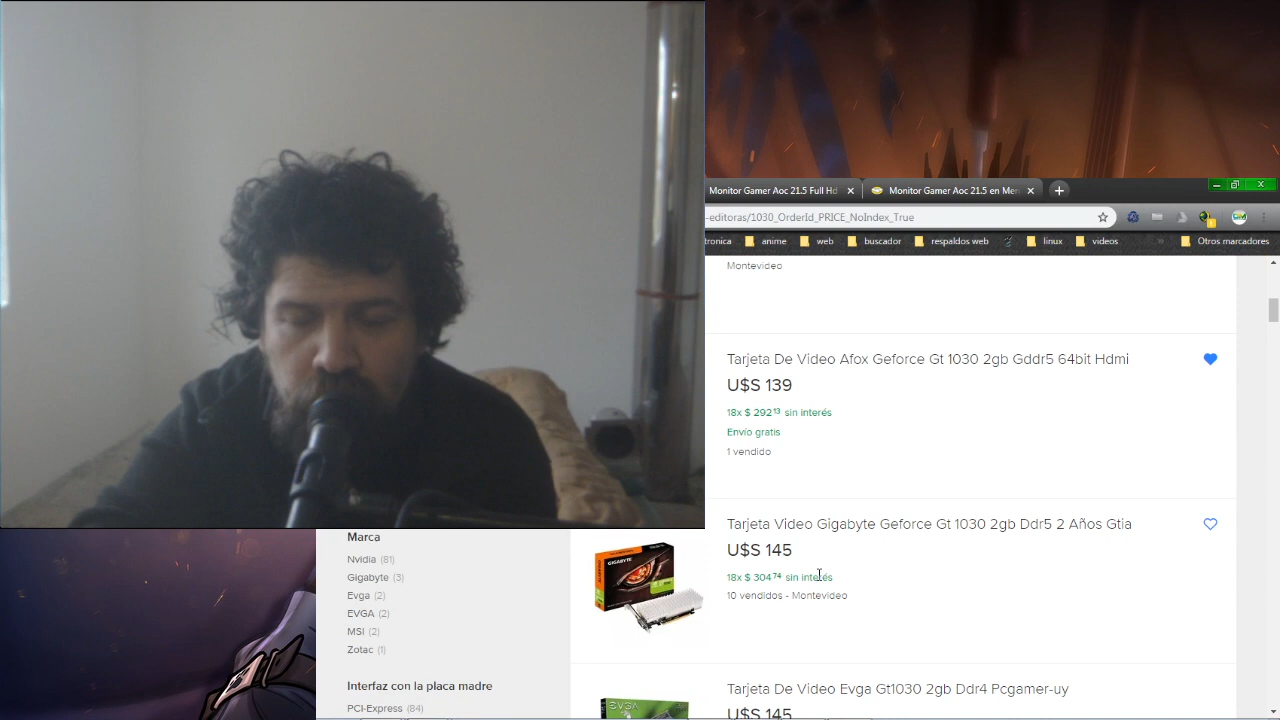 Monitor Gamer Aoc 21.5 Full Hd
Monitor Gamer Aoc 21.5 en Mer
-editoras/1030_OrderId_PRICE_NoIndex_True
tronica
anime
web
buscador
respaldos web
linux
videos
Otros marcadores
Montevideo
Tarjeta De Video Afox Geforce Gt 1030 2gb Gddr5 64bit Hdmi
U$S 139
18x $ 292 13 sin interés
Envío gratis
1 vendido
Tarjeta Video Gigabyte Geforce Gt 1030 2gb Ddr5 2 Años Gtia
U$S 145
18x $ 304 74 sin interés
10 vendidos - Montevideo
Tarjeta De Video Evga Gt1030 2gb Ddr4 Pcgamer-uy
U$S 145
Marca
Nvidia (81)
Gigabyte (3)
Evga (2)
EVGA (2)
MSI (2)
Zotac (1)
Interfaz con la placa madre
PCI-Express (84)
GIGABYTE
EVGA